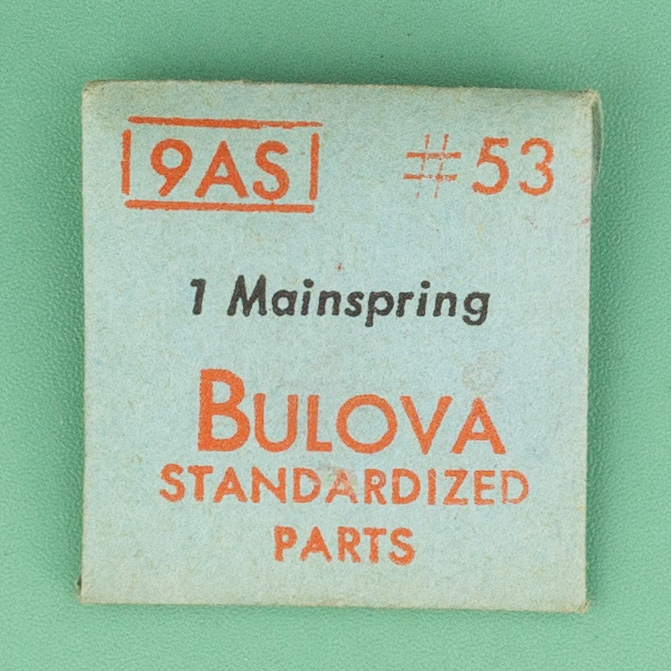 9AS #53
1 Mainspring
BULOVA
STANDARDIZED
PARTS